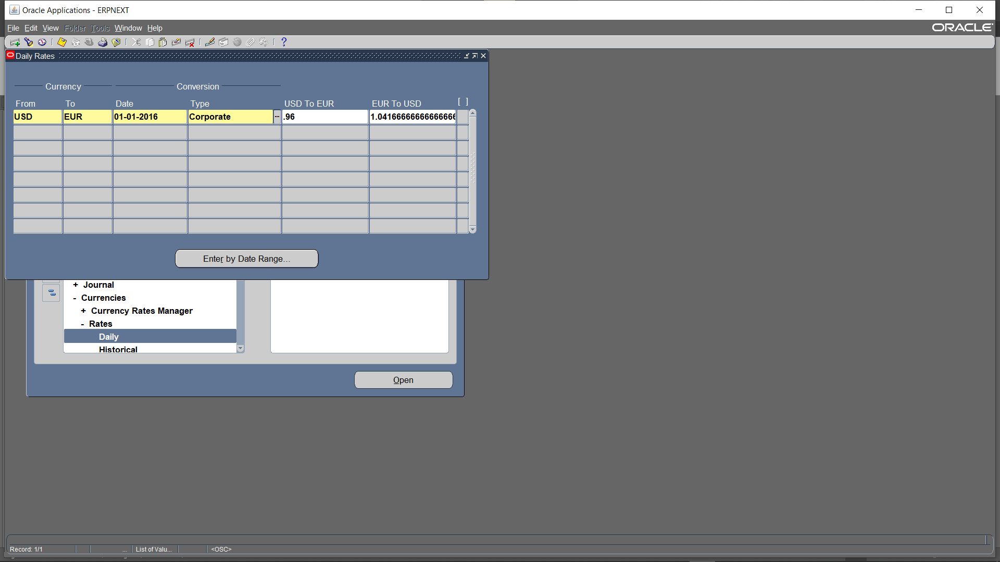 Oracle Applications - ERPNEXT
File Edit View Folder Tools Window Help
ORACLE
Daily Rates
Currency Conversion
From To Date Type USD To EUR EUR To USD [ ]
USD EUR 01-01-2016 Corporate ... .96 1.0416666666666666
Enter by Date Range...
+ Journal
- Currencies
+ Currency Rates Manager
- Rates
Daily
Historical
Open
Record: 1/1 ... List of Valu... <OSC>